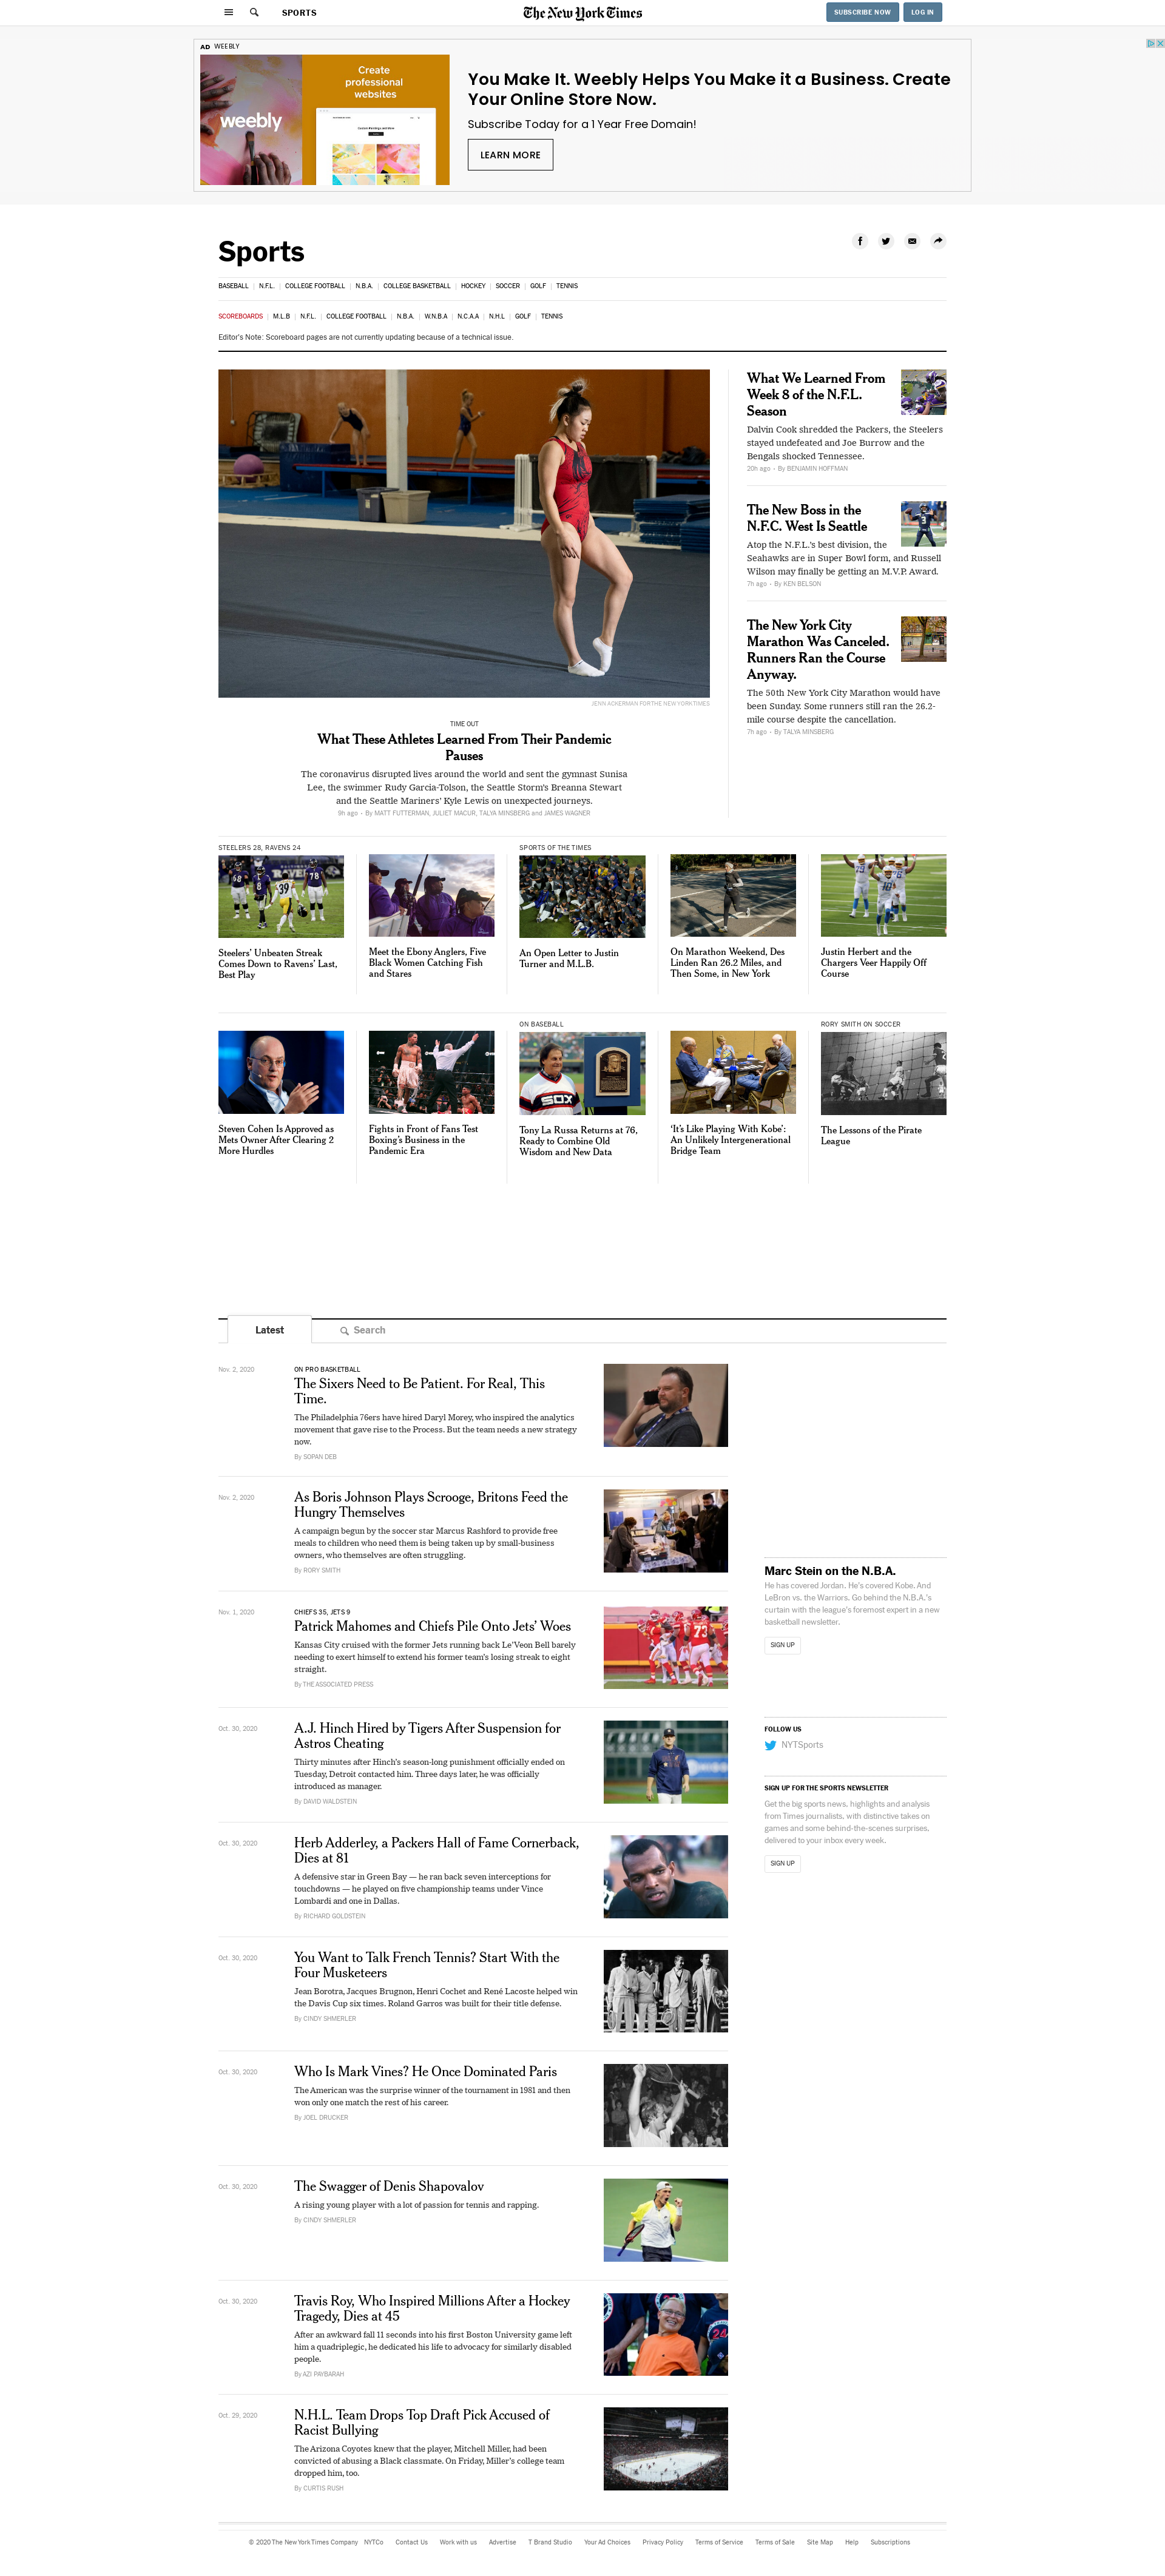 SPORTS
The New York Times
SUBSCRIBE NOW
LOG IN
AD WEEBLY
weebly
Create
professional
websites
You Make It. Weebly Helps You Make it a Business. Create
Your Online Store Now.
Subscribe Today for a 1 Year Free Domain!
LEARN MORE
Sports
BASEBALL | N.F.L. | COLLEGE FOOTBALL | N.B.A. | COLLEGE BASKETBALL | HOCKEY | SOCCER | GOLF | TENNIS
SCOREBOARDS | M.L.B | N.F.L. | COLLEGE FOOTBALL | N.B.A. | W.N.B.A | N.C.A.A | N.H.L | GOLF | TENNIS
Editor's Note: Scoreboard pages are not currently updating because of a technical issue.
JENN ACKERMAN FOR THE NEW YORK TIMES
TIME OUT
What These Athletes Learned From Their Pandemic
Pauses
The coronavirus disrupted lives around the world and sent the gymnast Sunisa
Lee, the swimmer Rudy Garcia-Tolson, the Seattle Storm's Breanna Stewart
and the Seattle Mariners' Kyle Lewis on unexpected journeys.
9h ago - By MATT FUTTERMAN, JULIET MACUR, TALYA MINSBERG and JAMES WAGNER
What We Learned From
Week 8 of the N.F.L.
Season
Dalvin Cook shredded the Packers, the Steelers
stayed undefeated and Joe Burrow and the
Bengals shocked Tennessee.
20h ago - By BENJAMIN HOFFMAN
The New Boss in the
N.F.C. West Is Seattle
Atop the N.F.L.'s best division, the
Seahawks are in Super Bowl form, and Russell
Wilson may finally be getting an M.V.P. Award.
7h ago - By KEN BELSON
The New York City
Marathon Was Canceled.
Runners Ran the Course
Anyway.
The 50th New York City Marathon would have
been Sunday. Some runners still ran the 26.2-
mile course despite the cancellation.
7h ago - By TALYA MINSBERG
STEELERS 28, RAVENS 24
Steelers' Unbeaten Streak
Comes Down to Ravens' Last,
Best Play
Meet the Ebony Anglers, Five
Black Women Catching Fish
and Stares
SPORTS OF THE TIMES
An Open Letter to Justin
Turner and M.L.B.
On Marathon Weekend, Des
Linden Ran 26.2 Miles, and
Then Some, in New York
Justin Herbert and the
Chargers Veer Happily Off
Course
Steven Cohen Is Approved as
Mets Owner After Clearing 2
More Hurdles
Fights in Front of Fans Test
Boxing's Business in the
Pandemic Era
ON BASEBALL
SOX
Tony La Russa Returns at 76,
Ready to Combine Old
Wisdom and New Data
'It's Like Playing With Kobe':
An Unlikely Intergenerational
Bridge Team
RORY SMITH ON SOCCER
The Lessons of the Pirate
League
Latest
Search
Nov. 2, 2020
ON PRO BASKETBALL
The Sixers Need to Be Patient. For Real, This
Time.
The Philadelphia 76ers have hired Daryl Morey, who inspired the analytics
movement that gave rise to the Process. But the team needs a new strategy
now.
By SOPAN DEB
Nov. 2, 2020
As Boris Johnson Plays Scrooge, Britons Feed the
Hungry Themselves
A campaign begun by the soccer star Marcus Rashford to provide free
meals to children who need them is being taken up by small-business
owners, who themselves are often struggling.
By RORY SMITH
Nov. 1, 2020
CHIEFS 35, JETS 9
Patrick Mahomes and Chiefs Pile Onto Jets' Woes
Kansas City cruised with the former Jets running back Le'Veon Bell barely
needing to exert himself to extend his former team's losing streak to eight
straight.
By THE ASSOCIATED PRESS
Oct. 30, 2020
A.J. Hinch Hired by Tigers After Suspension for
Astros Cheating
Thirty minutes after Hinch's season-long punishment officially ended on
Tuesday, Detroit contacted him. Three days later, he was officially
introduced as manager.
By DAVID WALDSTEIN
Oct. 30, 2020
Herb Adderley, a Packers Hall of Fame Cornerback,
Dies at 81
A defensive star in Green Bay — he ran back seven interceptions for
touchdowns — he played on five championship teams under Vince
Lombardi and one in Dallas.
By RICHARD GOLDSTEIN
Oct. 30, 2020
You Want to Talk French Tennis? Start With the
Four Musketeers
Jean Borotra, Jacques Brugnon, Henri Cochet and René Lacoste helped win
the Davis Cup six times. Roland Garros was built for their title defense.
By CINDY SHMERLER
Oct. 30, 2020
Who Is Mark Vines? He Once Dominated Paris
The American was the surprise winner of the tournament in 1981 and then
won only one match the rest of his career.
By JOEL DRUCKER
Oct. 30, 2020
The Swagger of Denis Shapovalov
A rising young player with a lot of passion for tennis and rapping.
By CINDY SHMERLER
Oct. 30, 2020
Travis Roy, Who Inspired Millions After a Hockey
Tragedy, Dies at 45
After an awkward fall 11 seconds into his first Boston University game left
him a quadriplegic, he dedicated his life to advocacy for similarly disabled
people.
By AZI PAYBARAH
Oct. 29, 2020
N.H.L. Team Drops Top Draft Pick Accused of
Racist Bullying
The Arizona Coyotes knew that the player, Mitchell Miller, had been
convicted of abusing a Black classmate. On Friday, Miller's college team
dropped him, too.
By CURTIS RUSH
Marc Stein on the N.B.A.
He has covered Jordan. He's covered Kobe. And
LeBron vs. the Warriors. Go behind the N.B.A.'s
curtain with the league's foremost expert in a new
basketball newsletter.
SIGN UP
FOLLOW US
NYTSports
SIGN UP FOR THE SPORTS NEWSLETTER
Get the big sports news, highlights and analysis
from Times journalists, with distinctive takes on
games and some behind-the-scenes surprises,
delivered to your inbox every week.
SIGN UP
© 2020 The New York Times Company NYTCo Contact Us Work with us Advertise T Brand Studio Your Ad Choices Privacy Policy Terms of Service Terms of Sale Site Map Help Subscriptions